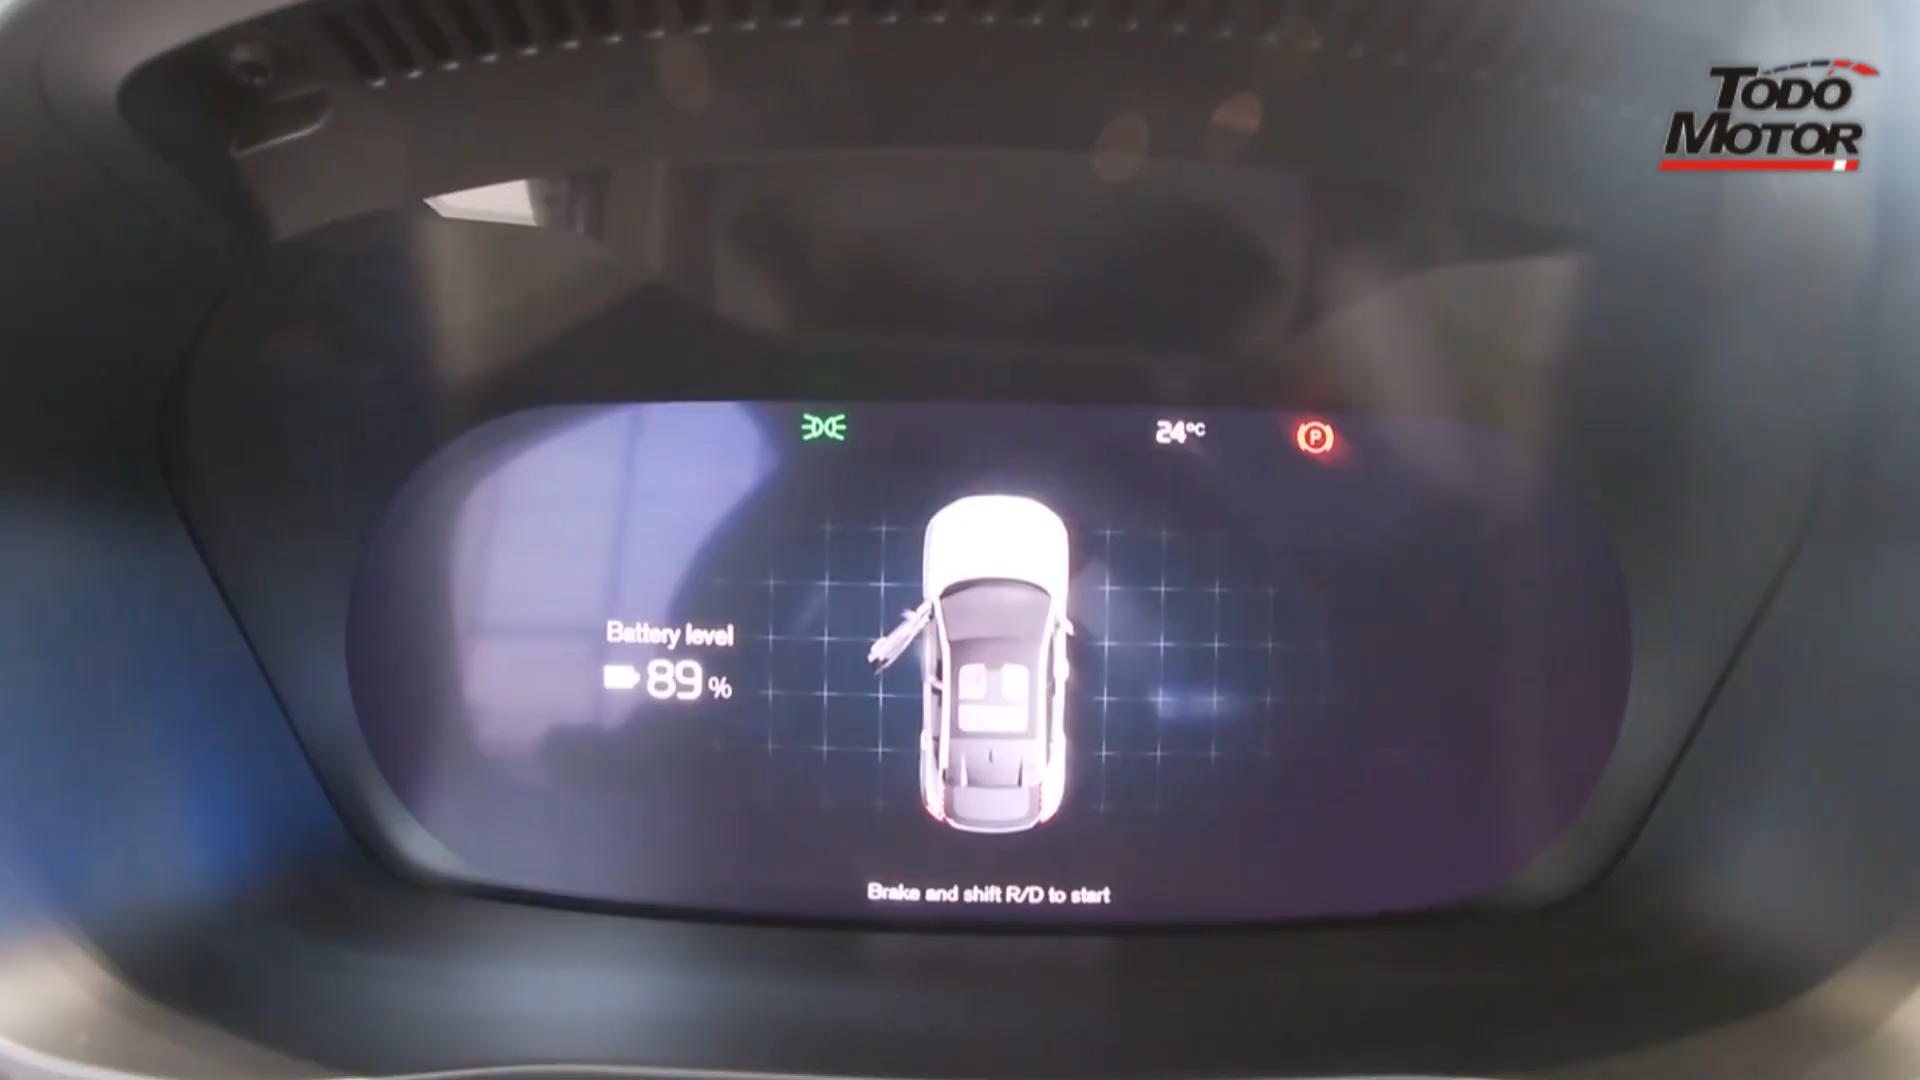 TODO
MOTOR
24°C
P
Battery level
89 %
Brake and shift R/D to start